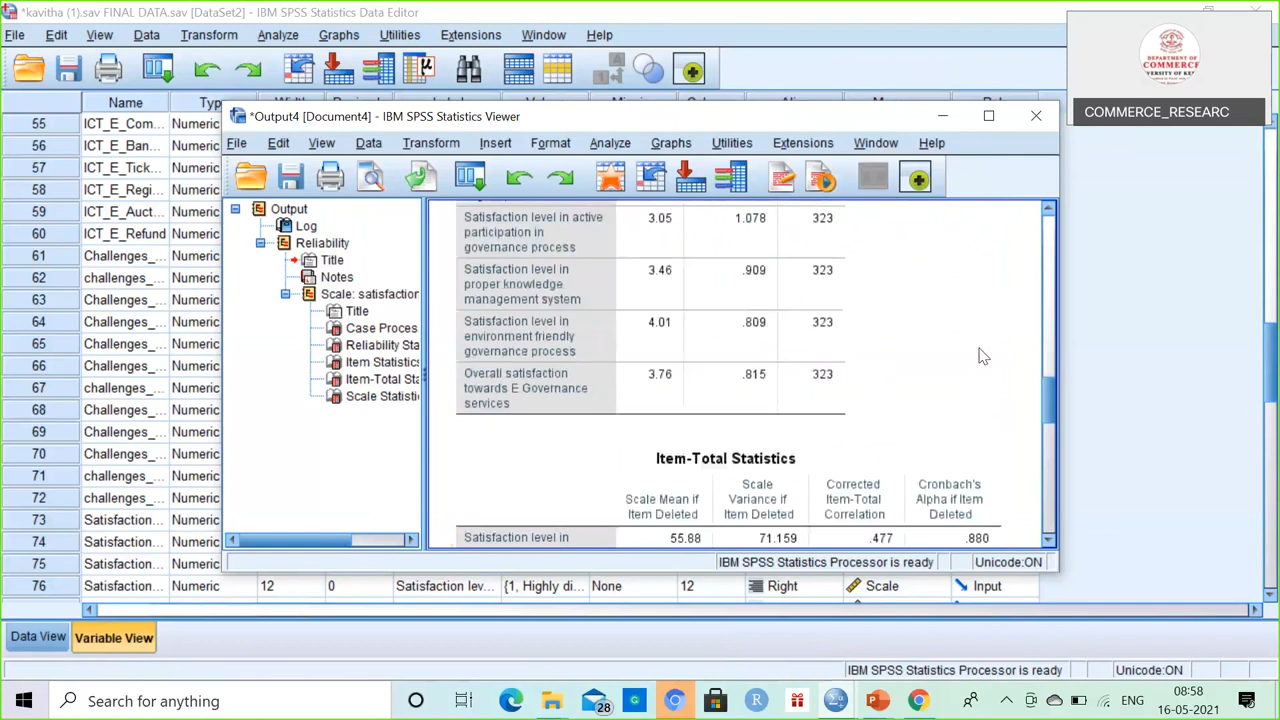 *kavitha (1).sav FINAL DATA.sav [DataSet2] - IBM SPSS Statistics Data Editor
File Edit View Data Transform Analyze Graphs Utilities Extensions Window Help
DEPARTMENT OF
COMMERCE
COMMERCE_RESEARC
Name
55 ICT_E_Com... Numeric
56 ICT_E_Ban... Numeric
57 ICT_E_Tick... Numeric
58 ICT_E_Regi... Numeric
59 ICT_E_Auct... Numeric
60 ICT_E_Refund Numeric
61 Challenges_... Numeric
62 challenges_... Numeric
63 Challenges_... Numeric
64 Challenges_... Numeric
65 Challenges_... Numeric
66 Challenges_... Numeric
67 challenges_... Numeric
68 Challenges_... Numeric
69 Challenges_... Numeric
70 Challenges_... Numeric
71 challenges_... Numeric
72 challenges_... Numeric
73 Satisfaction... Numeric
74 Satisfaction... Numeric
75 Satisfaction... Numeric
76 Satisfaction... Numeric 12 0 Satisfaction lev... {1, Highly di... None 12 Right Scale Input
*Output4 [Document4] - IBM SPSS Statistics Viewer
File Edit View Data Transform Insert Format Analyze Graphs Utilities Extensions Window Help
Output
Log
Reliability
Title
Notes
Scale: satisfaction
Title
Case Proces
Reliability Sta
Item Statistics
Item-Total Sta
Scale Statisti
Satisfaction level in active 3.05 1.078 323
participation in
governance process
Satisfaction level in 3.46 .909 323
proper knowledge
management system
Satisfaction level in 4.01 .809 323
environment friendly
governance process
Overall satisfaction 3.76 .815 323
towards E Governance
services
Item-Total Statistics
Scale Mean if Item Deleted
Scale Variance if Item Deleted
Corrected Item-Total Correlation
Cronbach's Alpha if Item Deleted
Satisfaction level in 55.88 71.159 .477 .880
IBM SPSS Statistics Processor is ready Unicode:ON
Data View Variable View
IBM SPSS Statistics Processor is ready Unicode:ON
Search for anything
28
ENG
08:58
16-05-2021